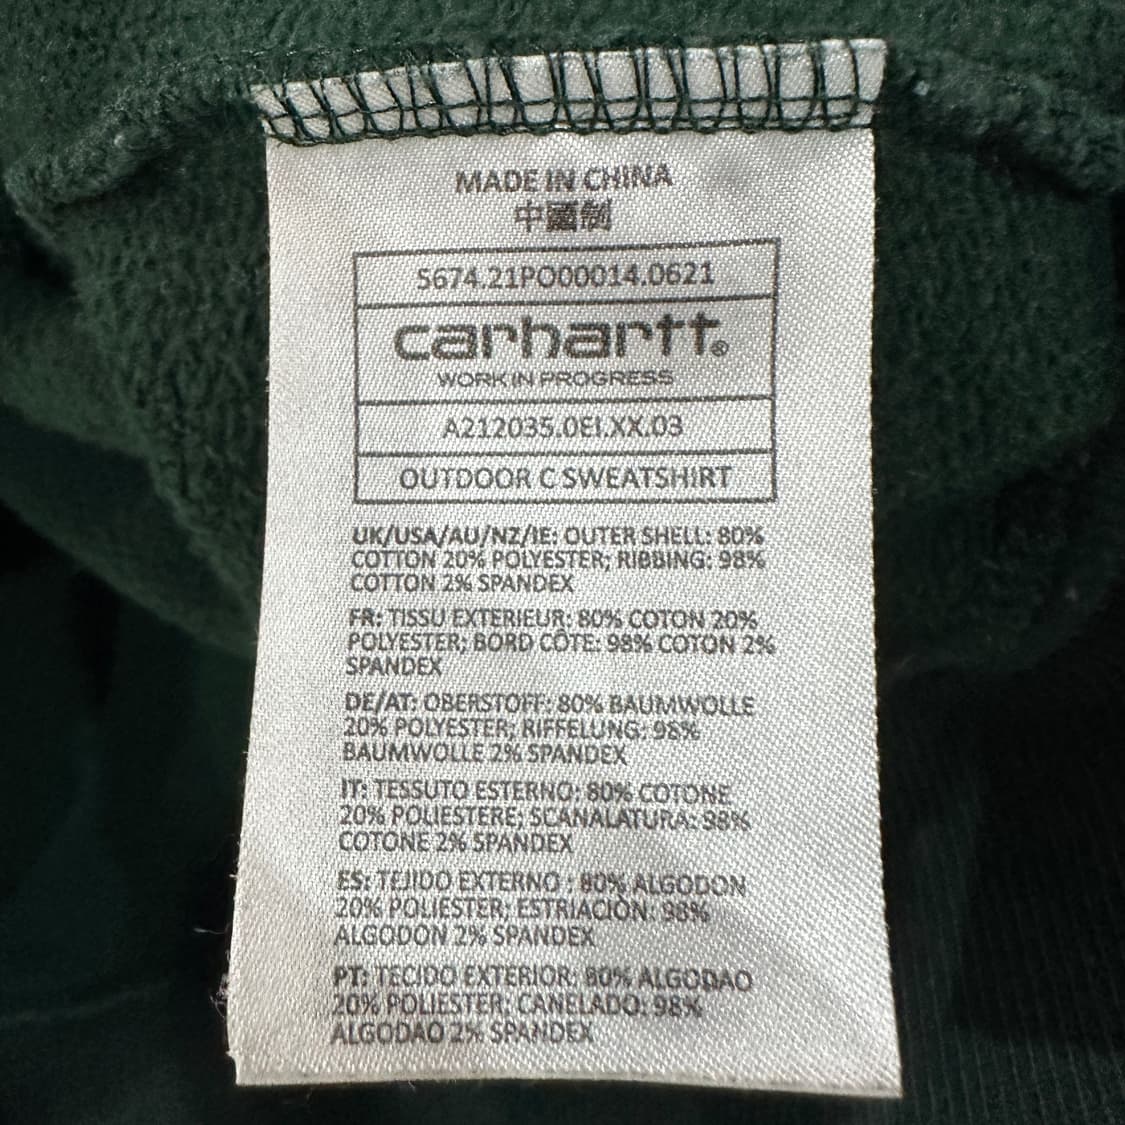 MADE IN CHINA
中國制
5674.21PO00014.0621
carhartt®
WORK IN PROGRESS
A212035.0EI.XX.03
OUTDOOR C SWEATSHIRT
UK/USA/AU/NZ/IE: OUTER SHELL: 80%
COTTON 20% POLYESTER; RIBBING: 98%
COTTON 2% SPANDEX
FR: TISSU EXTERIEUR: 80% COTON 20%
POLYESTER; BORD CÔTE: 98% COTON 2%
SPANDEX
DE/AT: OBERSTOFF: 80% BAUMWOLLE
20% POLYESTER; RIFFELUNG: 98%
BAUMWOLLE 2% SPANDEX
IT: TESSUTO ESTERNO: 80% COTONE
20% POLIESTERE; SCANALATURA: 98%
COTONE 2% SPANDEX
ES: TEJIDO EXTERNO : 80% ALGODON
20% POLIESTER; ESTRIACIÒN: 98%
ALGODON 2% SPANDEX
PT: TECIDO EXTERIOR: 80% ALGODAO
20% POLIESTER; CANELADO: 98%
ALGODAO 2% SPANDEX